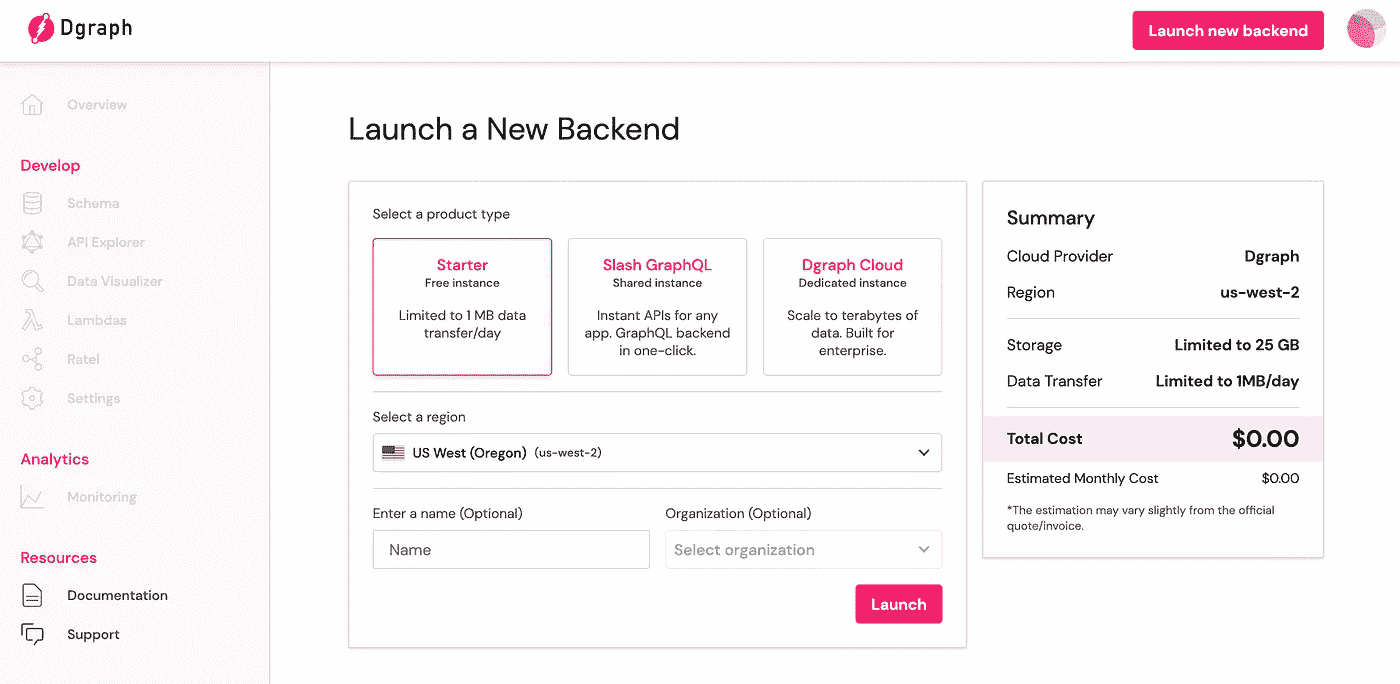 Dgraph
Launch new backend
Overview
Develop
Schema
API Explorer
Data Visualizer
Lambdas
Ratel
Settings
Analytics
Monitoring
Resources
Documentation
Support
Launch a New Backend
Select a product type
Starter
Free instance
Limited to 1 MB data
transfer/day
Slash GraphQL
Shared instance
Instant APIs for any
app. GraphQL backend
in one-click.
Dgraph Cloud
Dedicated instance
Scale to terabytes of
data. Built for
enterprise.
Select a region
US West (Oregon) (us-west-2)
Enter a name (Optional)
Name
Organization (Optional)
Select organization
Launch
Summary
Cloud Provider Dgraph
Region us-west-2
Storage Limited to 25 GB
Data Transfer Limited to 1MB/day
Total Cost $0.00
Estimated Monthly Cost $0.00
*The estimation may vary slightly from the official
quote/invoice.